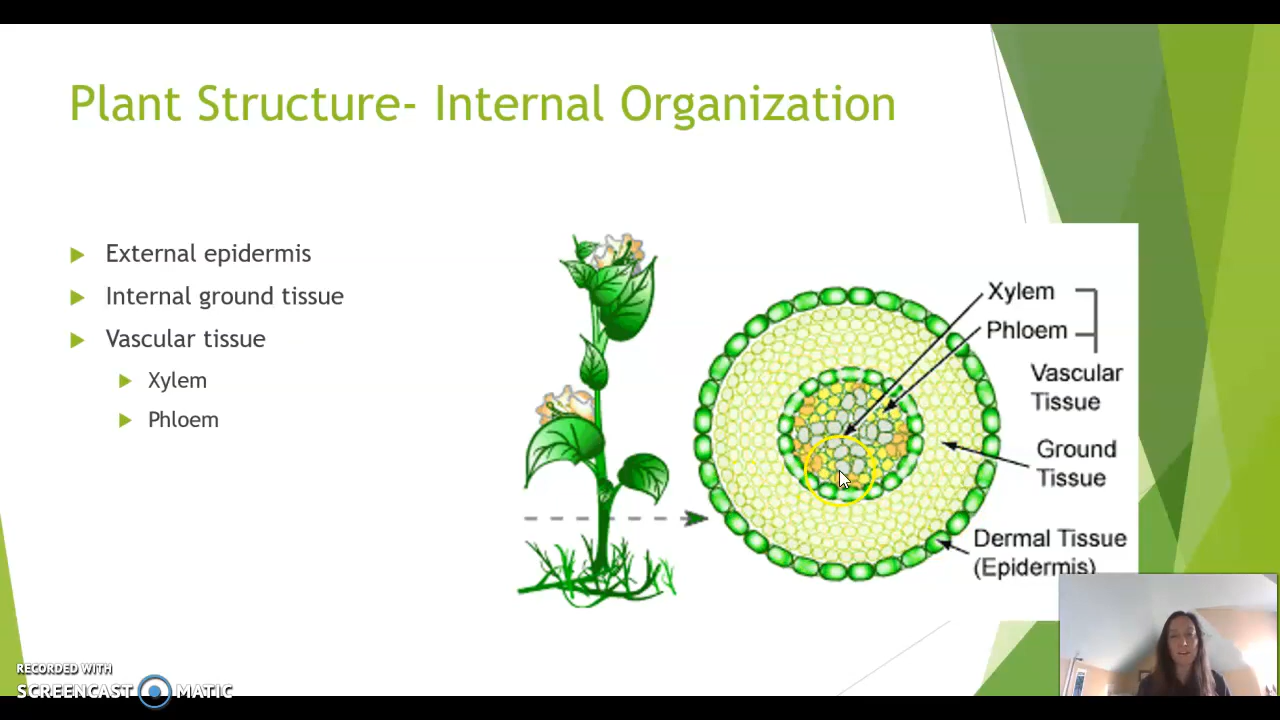 Plant Structure- Internal Organization
External epidermis
Internal ground tissue
Vascular tissue
Xylem
Phloem
Xylem
Phloem
Vascular
Tissue
Ground
Tissue
Dermal Tissue
(Epidermis)
RECORDED WITH
SCREENCAST MATIC